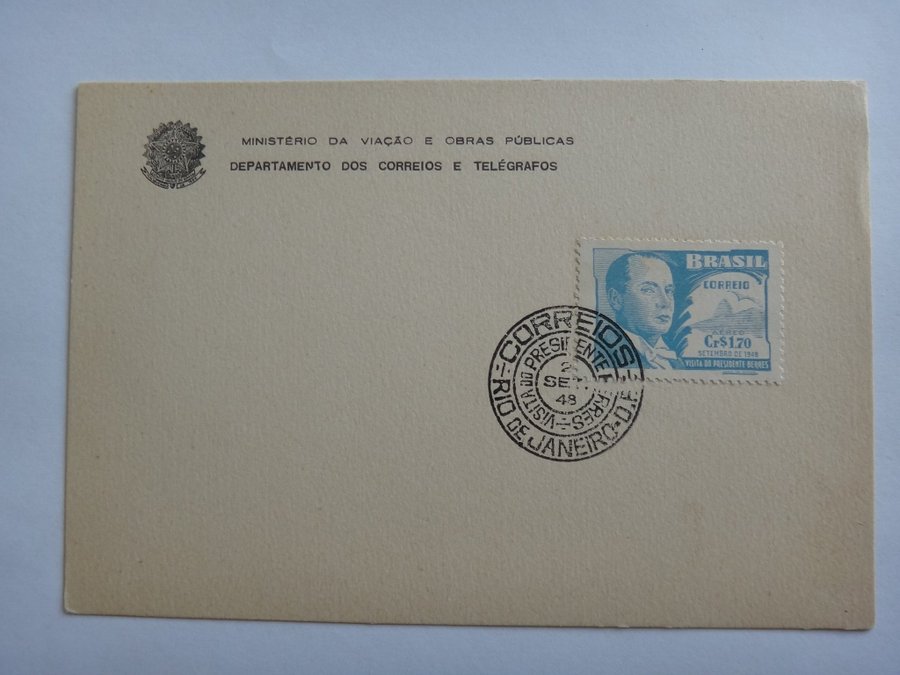 MINISTÉRIO DA VIAÇÃO E OBRAS PÚBLICAS
DEPARTAMENTO DOS CORREIOS E TELÉGRAFOS
BRASIL
CORREIO
AÉREO
Cr$1,70
SETEMBRO DE 1948
VISITA DO PRESIDENTE BERRES
CORREIOS
RIO DE JANEIRO - D.F.
VISITA DO PRESIDENTE
2
SET.
48